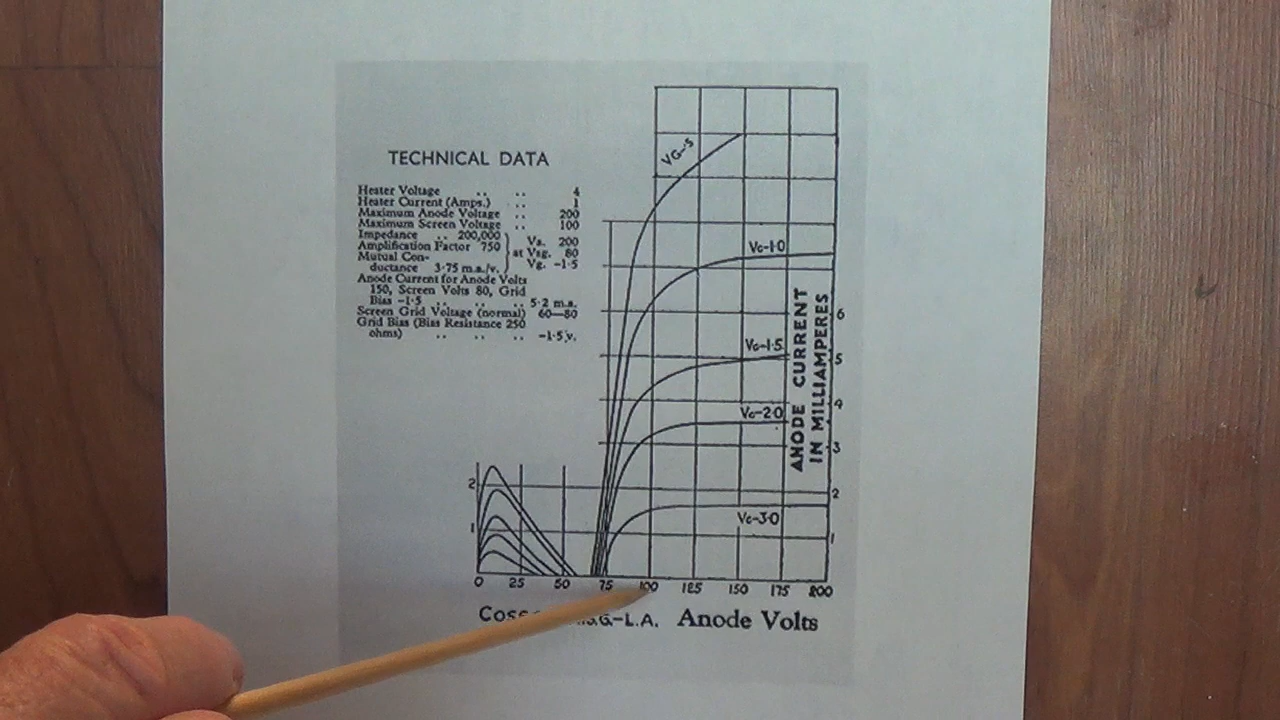 TECHNICAL DATA
Heater Voltage .. .. 4
Heater Current (Amps.) .. 1
Maximum Anode Voltage .. 200
Maximum Screen Voltage .. 100
Impedance .. 200,000
Amplification Factor 750
Mutual Con-
ductance 3·75 m.a./v.
at Va. 200
Vsg. 80
Vg. -1·5
Anode Current for Anode Volts
150, Screen Volts 80, Grid
Bias -1·5 .. .. .. 5·2 m.a.
Screen Grid Voltage (normal) 60—80
Grid Bias (Bias Resistance 250
ohms) .. .. .. -1·5 v.
VG-·5
VG-1·0
VG-1·5
VG-2·0
VG-3·0
ANODE CURRENT
IN MILLIAMPERES
6
5
4
3
2
1
2
1
0 25 50 75 100 125 150 175 200
S.G.-L.A. Anode Volts